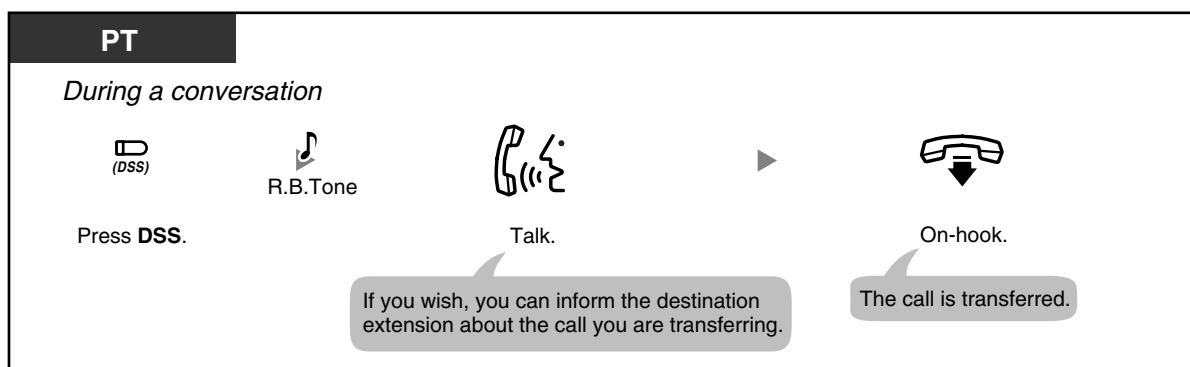 PT
During a conversation
(DSS)
R.B.Tone
Press DSS.
Talk.
On-hook.
If you wish, you can inform the destination
extension about the call you are transferring.
The call is transferred.